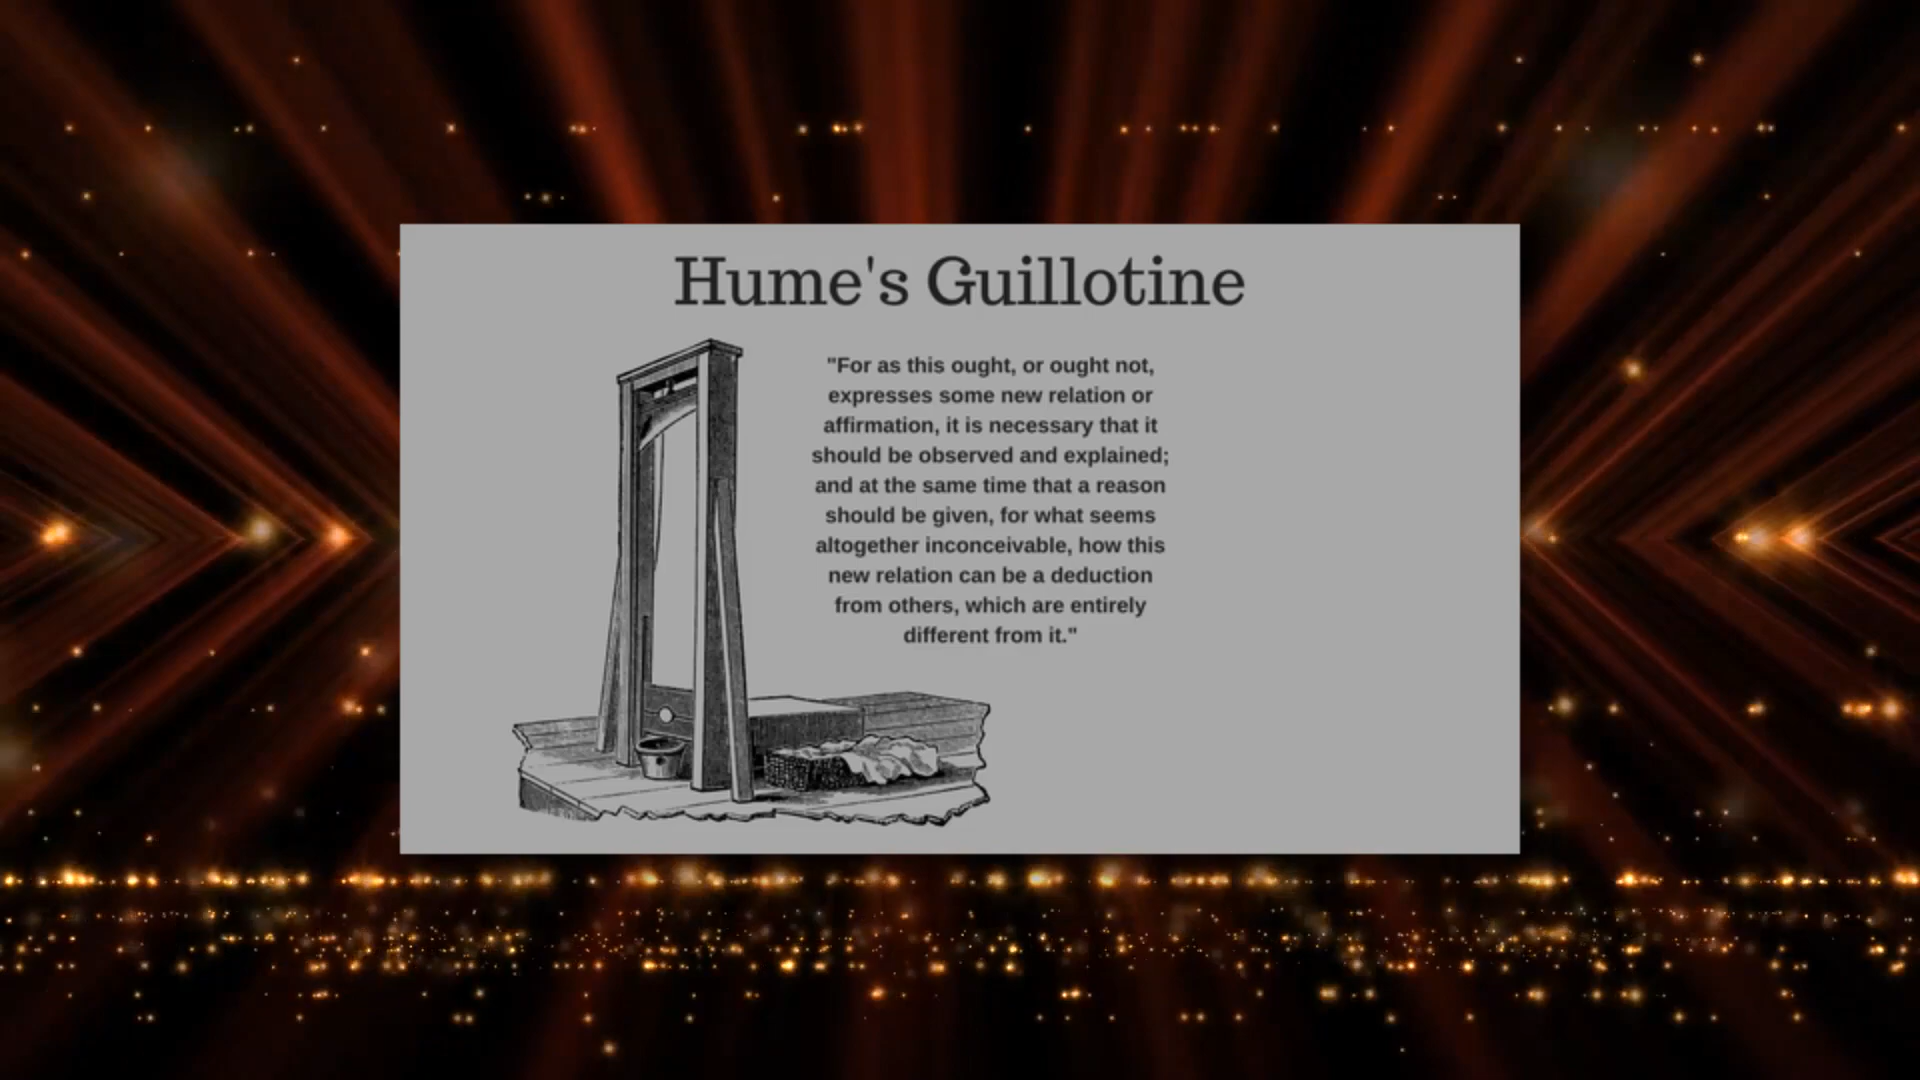 Hume's Guillotine
"For as this ought, or ought not,
expresses some new relation or
affirmation, it is necessary that it
should be observed and explained;
and at the same time that a reason
should be given, for what seems
altogether inconceivable, how this
new relation can be a deduction
from others, which are entirely
different from it."